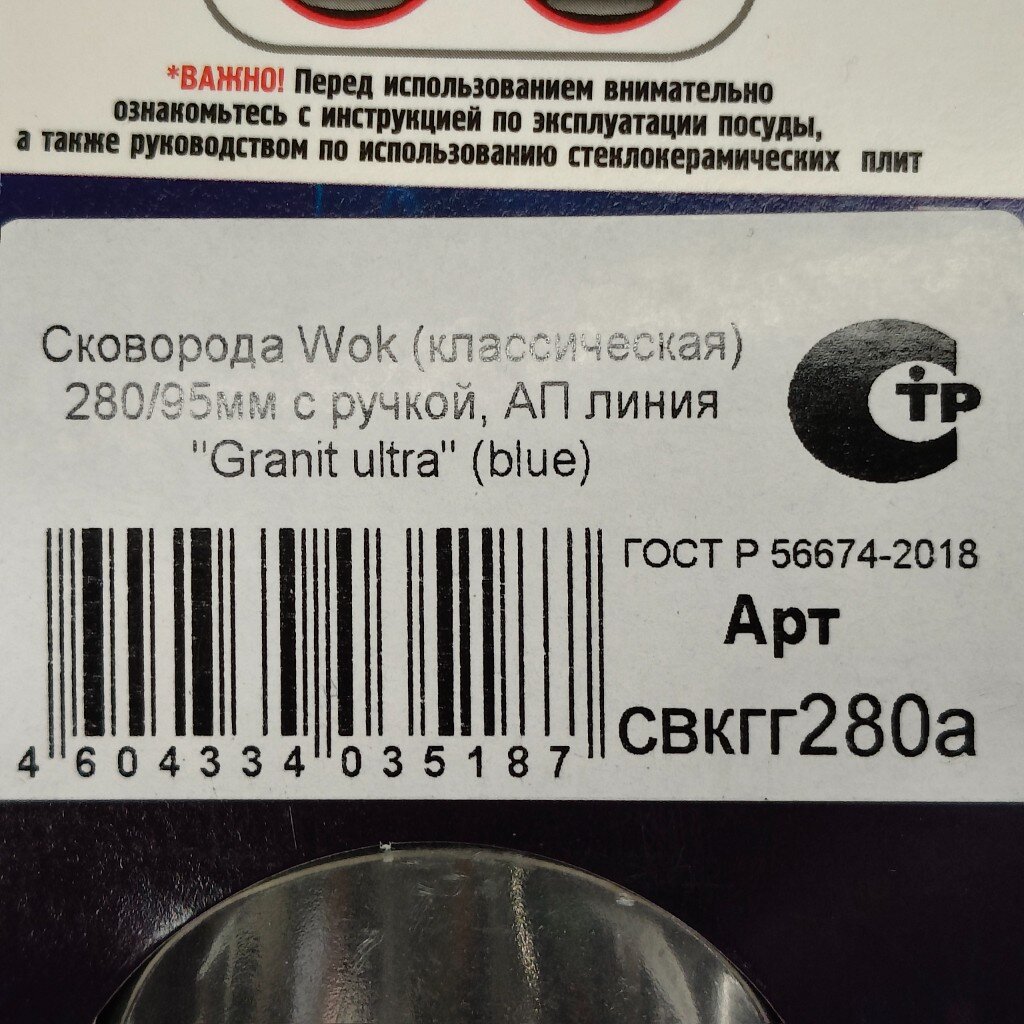 *ВАЖНО! Перед использованием внимательно
ознакомьтесь с инструкцией по эксплуатации посуды,
а также руководством по использованию стеклокерамических плит
Сковорода Wok (классическая)
280/95мм с ручкой, АП линия
"Granit ultra" (blue)
СТР
ГОСТ Р 56674-2018
Арт
свкгг280а
4 604334 035187